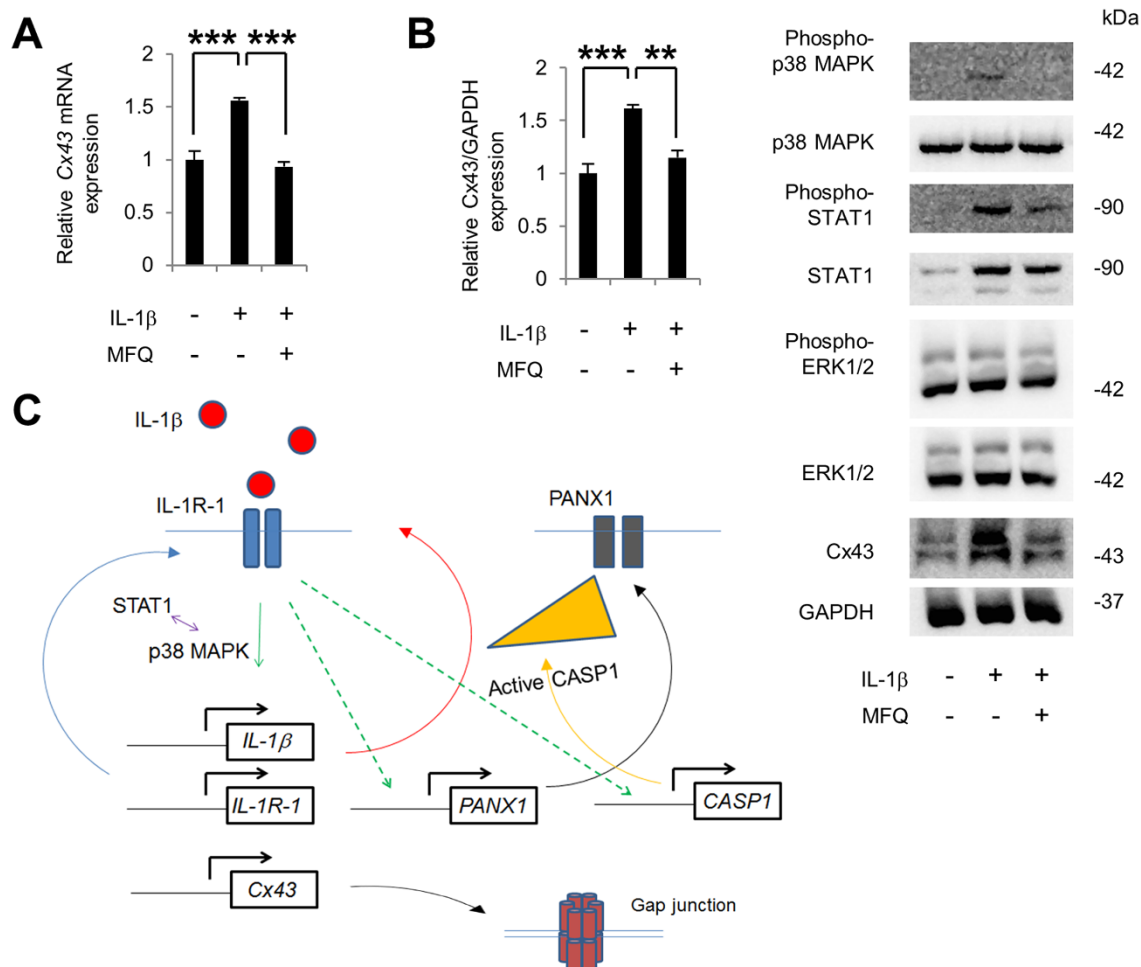 A
***
***
Relative Cx43 mRNA
expression
2
1.5
1
0.5
0
IL-1β
-
+
+
MFQ
-
-
+
B
***
**
Relative Cx43/GAPDH
expression
2
1.5
1
0.5
0
IL-1β
-
+
+
MFQ
-
-
+
kDa
Phospho-
p38 MAPK
-42
p38 MAPK
-42
Phospho-
STAT1
-90
STAT1
-90
Phospho-
ERK1/2
-42
ERK1/2
-42
Cx43
-43
GAPDH
-37
IL-1β
-
+
+
MFQ
-
-
+
C
IL-1β
IL-1R-1
PANX1
STAT1
p38 MAPK
Active CASP1
IL-1β
IL-1R-1
PANX1
CASP1
Cx43
Gap junction